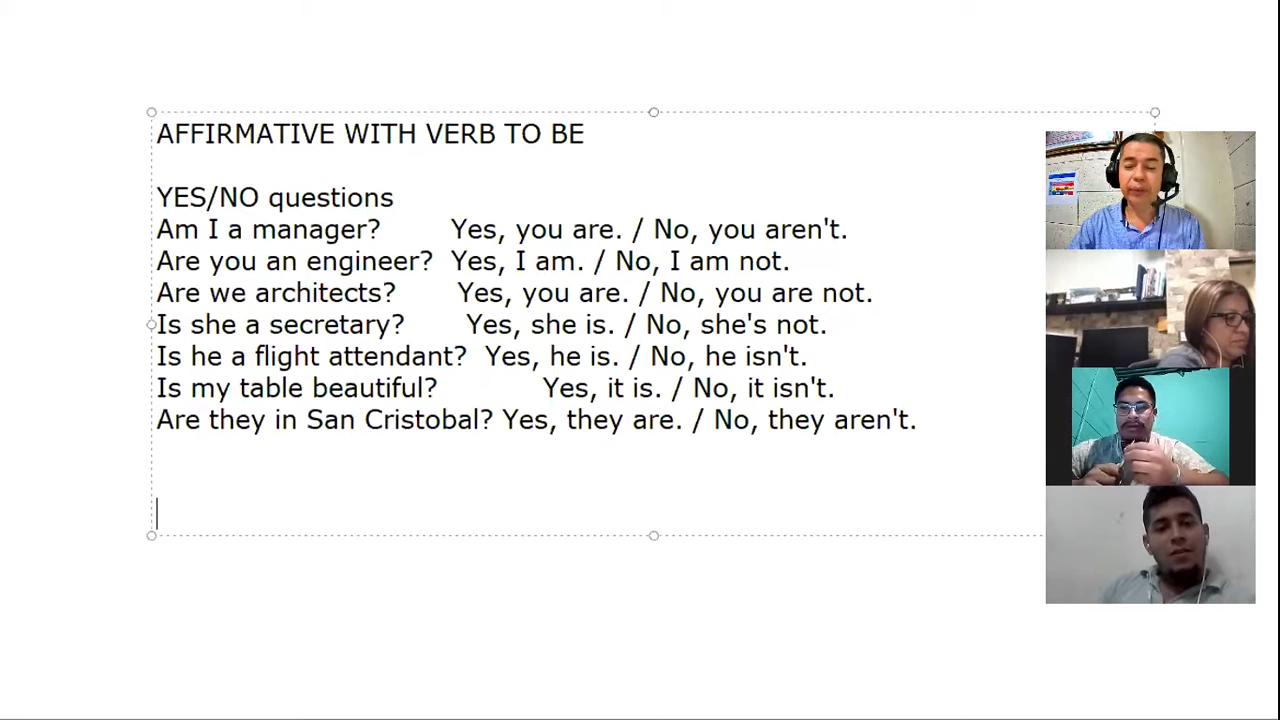 AFFIRMATIVE WITH VERB TO BE
YES/NO questions
Am I a manager? Yes, you are. / No, you aren't.
Are you an engineer? Yes, I am. / No, I am not.
Are we architects? Yes, you are. / No, you are not.
Is she a secretary? Yes, she is. / No, she's not.
Is he a flight attendant? Yes, he is. / No, he isn't.
Is my table beautiful? Yes, it is. / No, it isn't.
Are they in San Cristobal? Yes, they are. / No, they aren't.